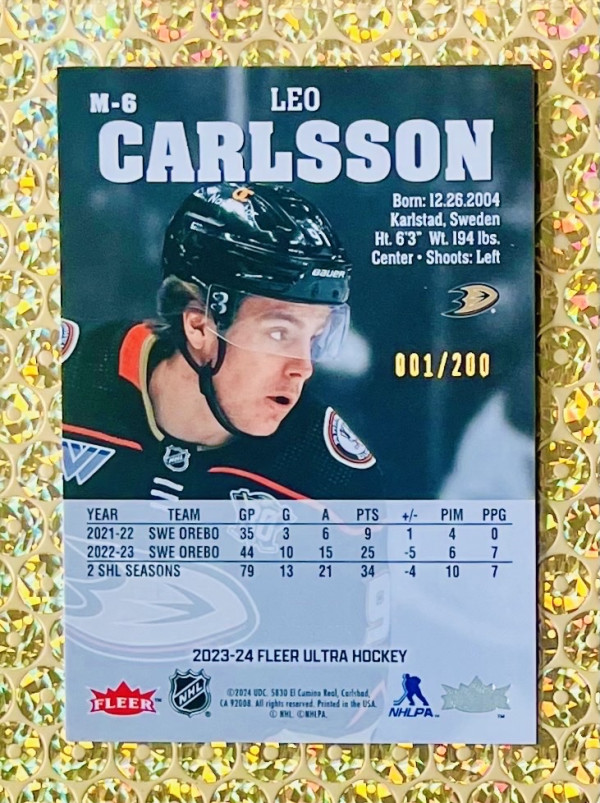 M-6
LEO
CARLSSON
Born: 12.26.2004
Karlstad, Sweden
Ht. 6'3" Wt. 194 lbs.
Center • Shoots: Left
001/200
BAUER
YEAR TEAM GP G A PTS +/- PIM PPG
2021-22 SWE OREBO 35 3 6 9 1 4 0
2022-23 SWE OREBO 44 10 15 25 -5 6 7
2 SHL SEASONS 79 13 21 34 -4 10 7
2023-24 FLEER ULTRA HOCKEY
FLEER™
NHL
©2024 UDC. 5830 El Camino Real, Carlsbad,
CA 92008. All rights reserved. Printed in the USA.
© NHL. ©NHLPA.
NHLPA™